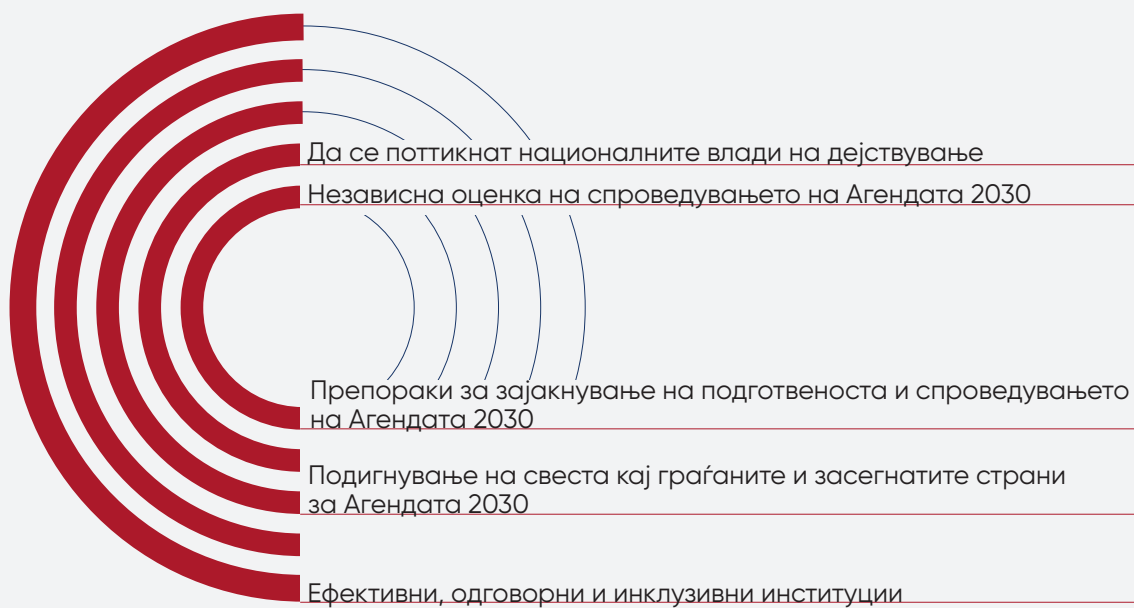 Да се поттикнат националните влади на дејствување
Независна оценка на спроведувањето на Агендата 2030
Препораки за зајакнување на подготвеноста и спроведувањето
на Агендата 2030
Подигнување на свеста кај граѓаните и засегнатите страни
за Агендата 2030
Ефективни, одговорни и инклузивни институции